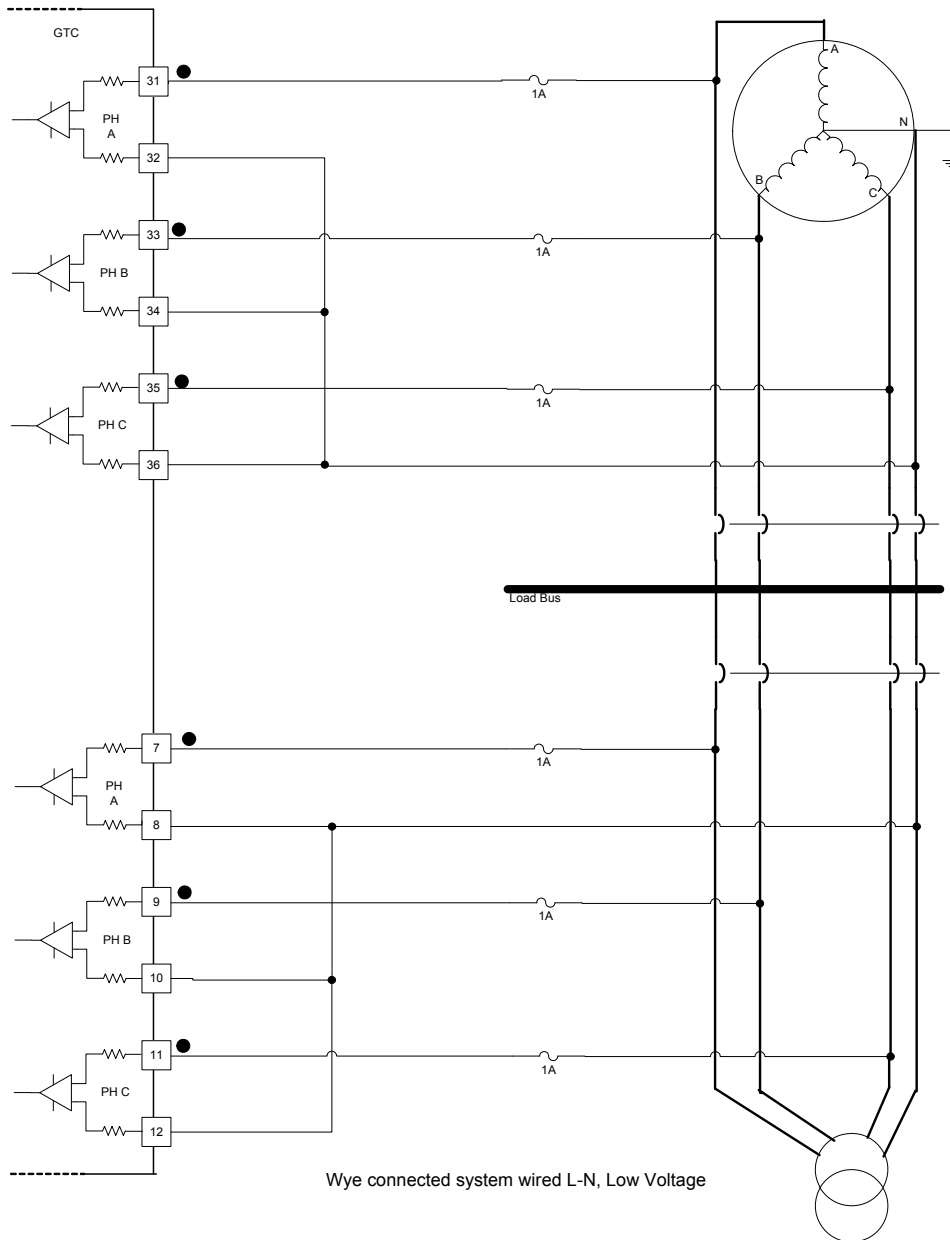 GTC
A
31
1A
PH
A
N
32
B
C
33
1A
PH B
34
35
1A
PH C
36
Load Bus
7
1A
PH
A
8
9
1A
PH B
10
11
1A
PH C
12
Wye connected system wired L-N, Low Voltage